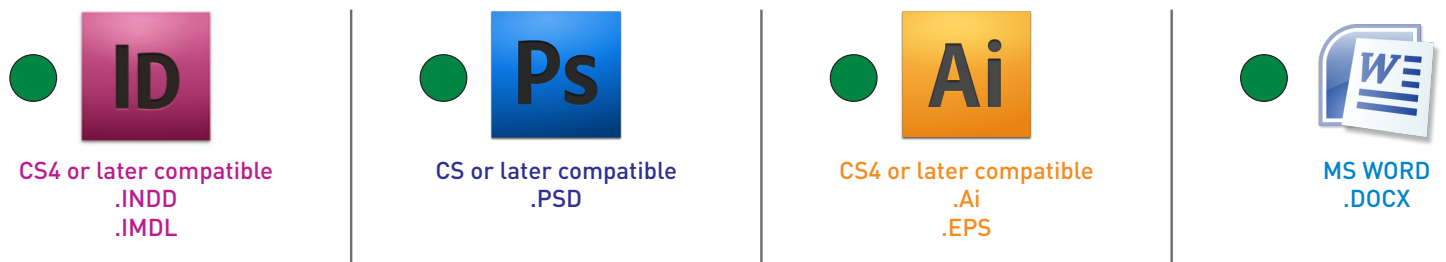 ID
CS4 or later compatible
.INDD
.IMDL
Ps
CS or later compatible
.PSD
Ai
CS4 or later compatible
.Ai
.EPS
W
MS WORD
.DOCX